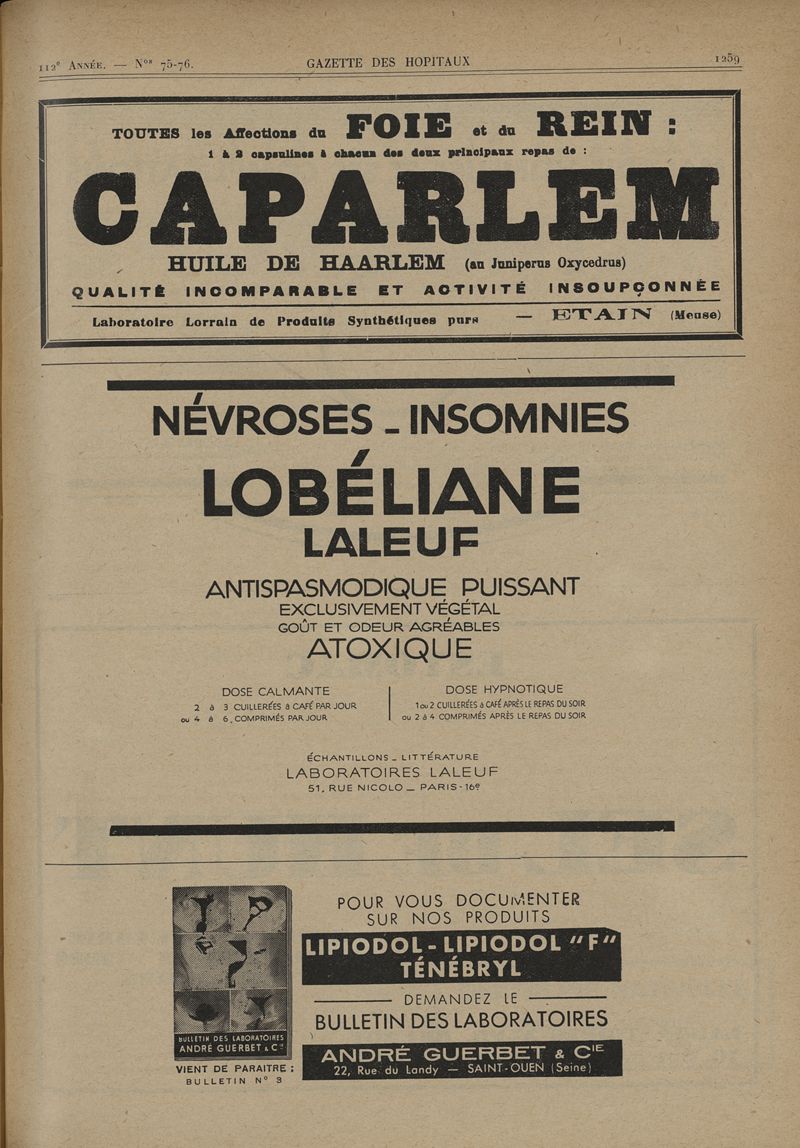 112e ANNÉE. — Nos 75-76.
GAZETTE DES HOPITAUX
1259
TOUTES les Affections du FOIE et du REIN :
1 à 2 capsulines à chacun des deux principaux repas de :
CAPARLEM
HUILE DE HAARLEM (au Juniperus Oxycedrus)
QUALITÉ INCOMPARABLE ET ACTIVITÉ INSOUPÇONNÉE
Laboratoire Lorrain de Produits Synthétiques purs — ETAIN (Meuse)
NÉVROSES - INSOMNIES
LOBÉLIANE
LALEUF
ANTISPASMODIQUE PUISSANT
EXCLUSIVEMENT VÉGÉTAL
GOÛT ET ODEUR AGRÉABLES
ATOXIQUE
DOSE CALMANTE
2 à 3 CUILLERÉES à CAFÉ PAR JOUR
ou 4 à 6 COMPRIMÉS PAR JOUR
DOSE HYPNOTIQUE
1 ou 2 CUILLERÉES à CAFÉ APRÈS LE REPAS DU SOIR
ou 2 à 4 COMPRIMÉS APRÈS LE REPAS DU SOIR
ÉCHANTILLONS - LITTÉRATURE
LABORATOIRES LALEUF
51, RUE NICOLO — PARIS-16e
BULLETIN DES LABORATOIRES
ANDRÉ GUERBET & Cie
VIENT DE PARAITRE :
BULLETIN No 3
POUR VOUS DOCUMENTER
SUR NOS PRODUITS
LIPIODOL - LIPIODOL "F"
TÉNÉBRYL
DEMANDEZ LE
BULLETIN DES LABORATOIRES
ANDRÉ GUERBET & CIE
22, Rue du Landy — SAINT-OUEN (Seine)